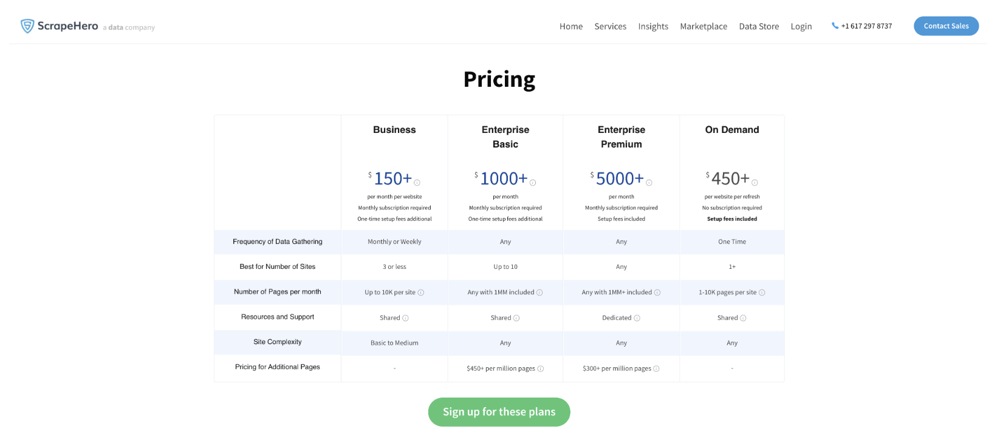 ScrapeHero a data company
Home Services Insights Marketplace Data Store Login +1 617 297 8737 Contact Sales
Pricing
Business Enterprise Basic Enterprise Premium On Demand
$ 150+ $ 1000+ $ 5000+ $ 450+
per month per website per month per month per website per refresh
Monthly subscription required Monthly subscription required Monthly subscription required No subscription required
One-time setup fees additional One-time setup fees additional Setup fees included Setup fees included
Frequency of Data Gathering Monthly or Weekly Any Any One Time
Best for Number of Sites 3 or less Up to 10 Any 1+
Number of Pages per month Up to 10K per site Any with 1MM included Any with 1MM+ included 1-10K pages per site
Resources and Support Shared Shared Dedicated Shared
Site Complexity Basic to Medium Any Any Any
Pricing for Additional Pages - $450+ per million pages $300+ per million pages -
Sign up for these plans